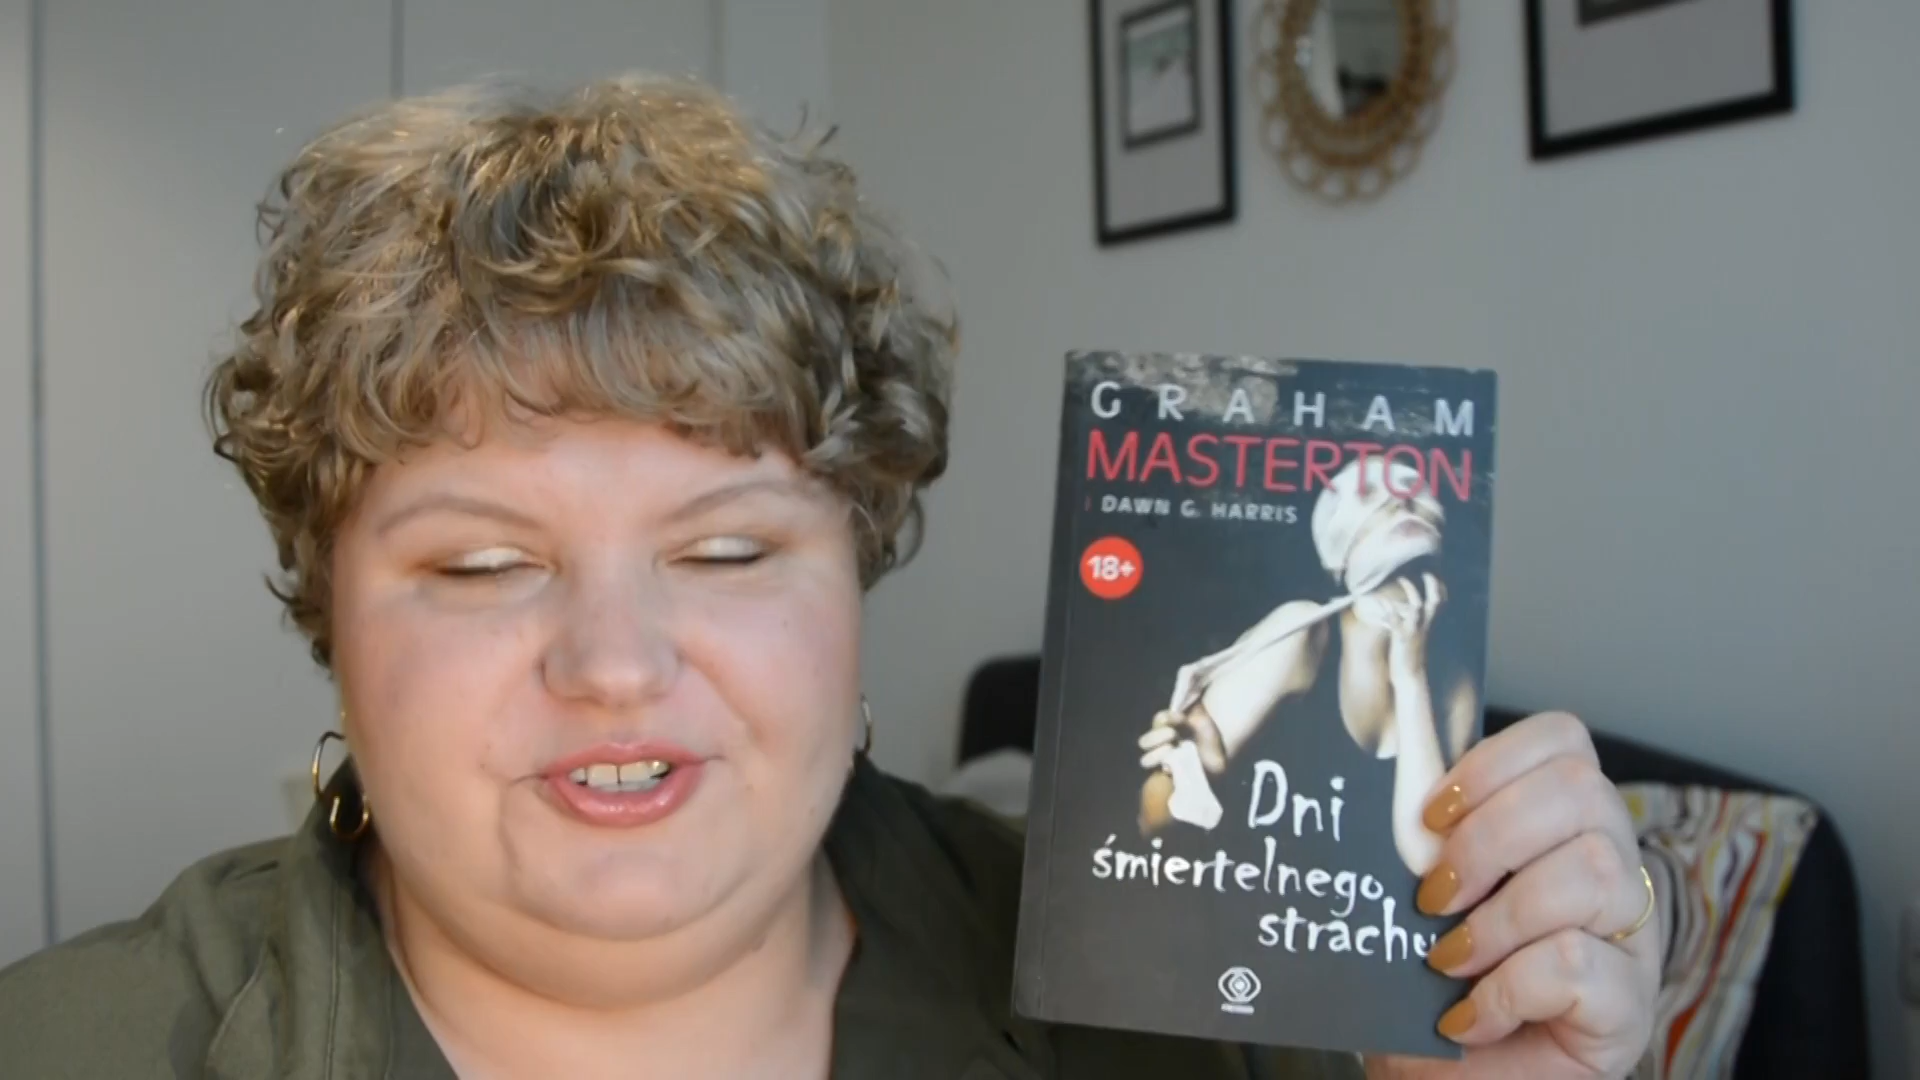 GRAHAM
MASTERTON
I DAWN G. HARRIS
18+
Dni
śmiertelnego
strachu